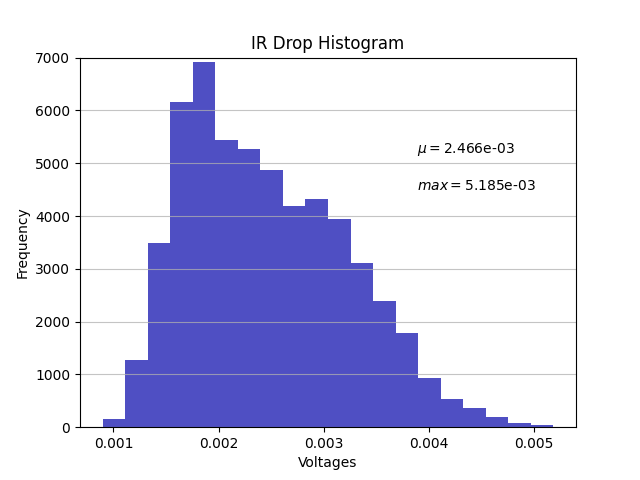 IR Drop Histogram
7000
6000
5000
4000
3000
2000
1000
0
Frequency
μ = 2.466e-03
max = 5.185e-03
0.001 0.002 0.003 0.004 0.005
Voltages